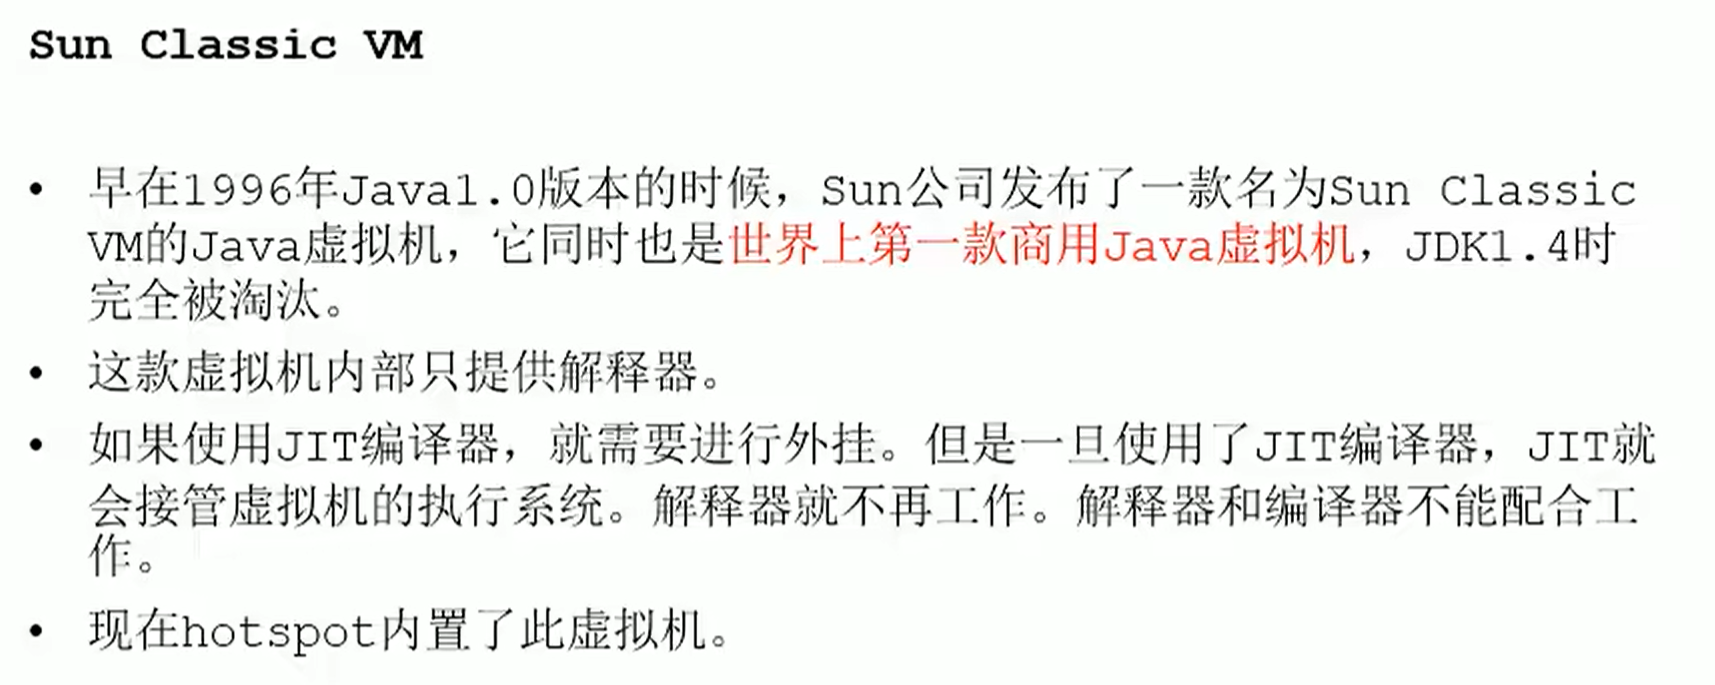 Sun Classic VM
• 早在1996年Java1.0版本的时候，Sun公司发布了一款名为Sun Classic
VM的Java虚拟机，它同时也是世界上第一款商用Java虚拟机，JDK1.4时
完全被淘汰。
• 这款虚拟机内部只提供解释器。
• 如果使用JIT编译器，就需要进行外挂。但是一旦使用了JIT编译器，JIT就
会接管虚拟机的执行系统。解释器就不再工作。解释器和编译器不能配合工
作。
• 现在hotspot内置了此虚拟机。